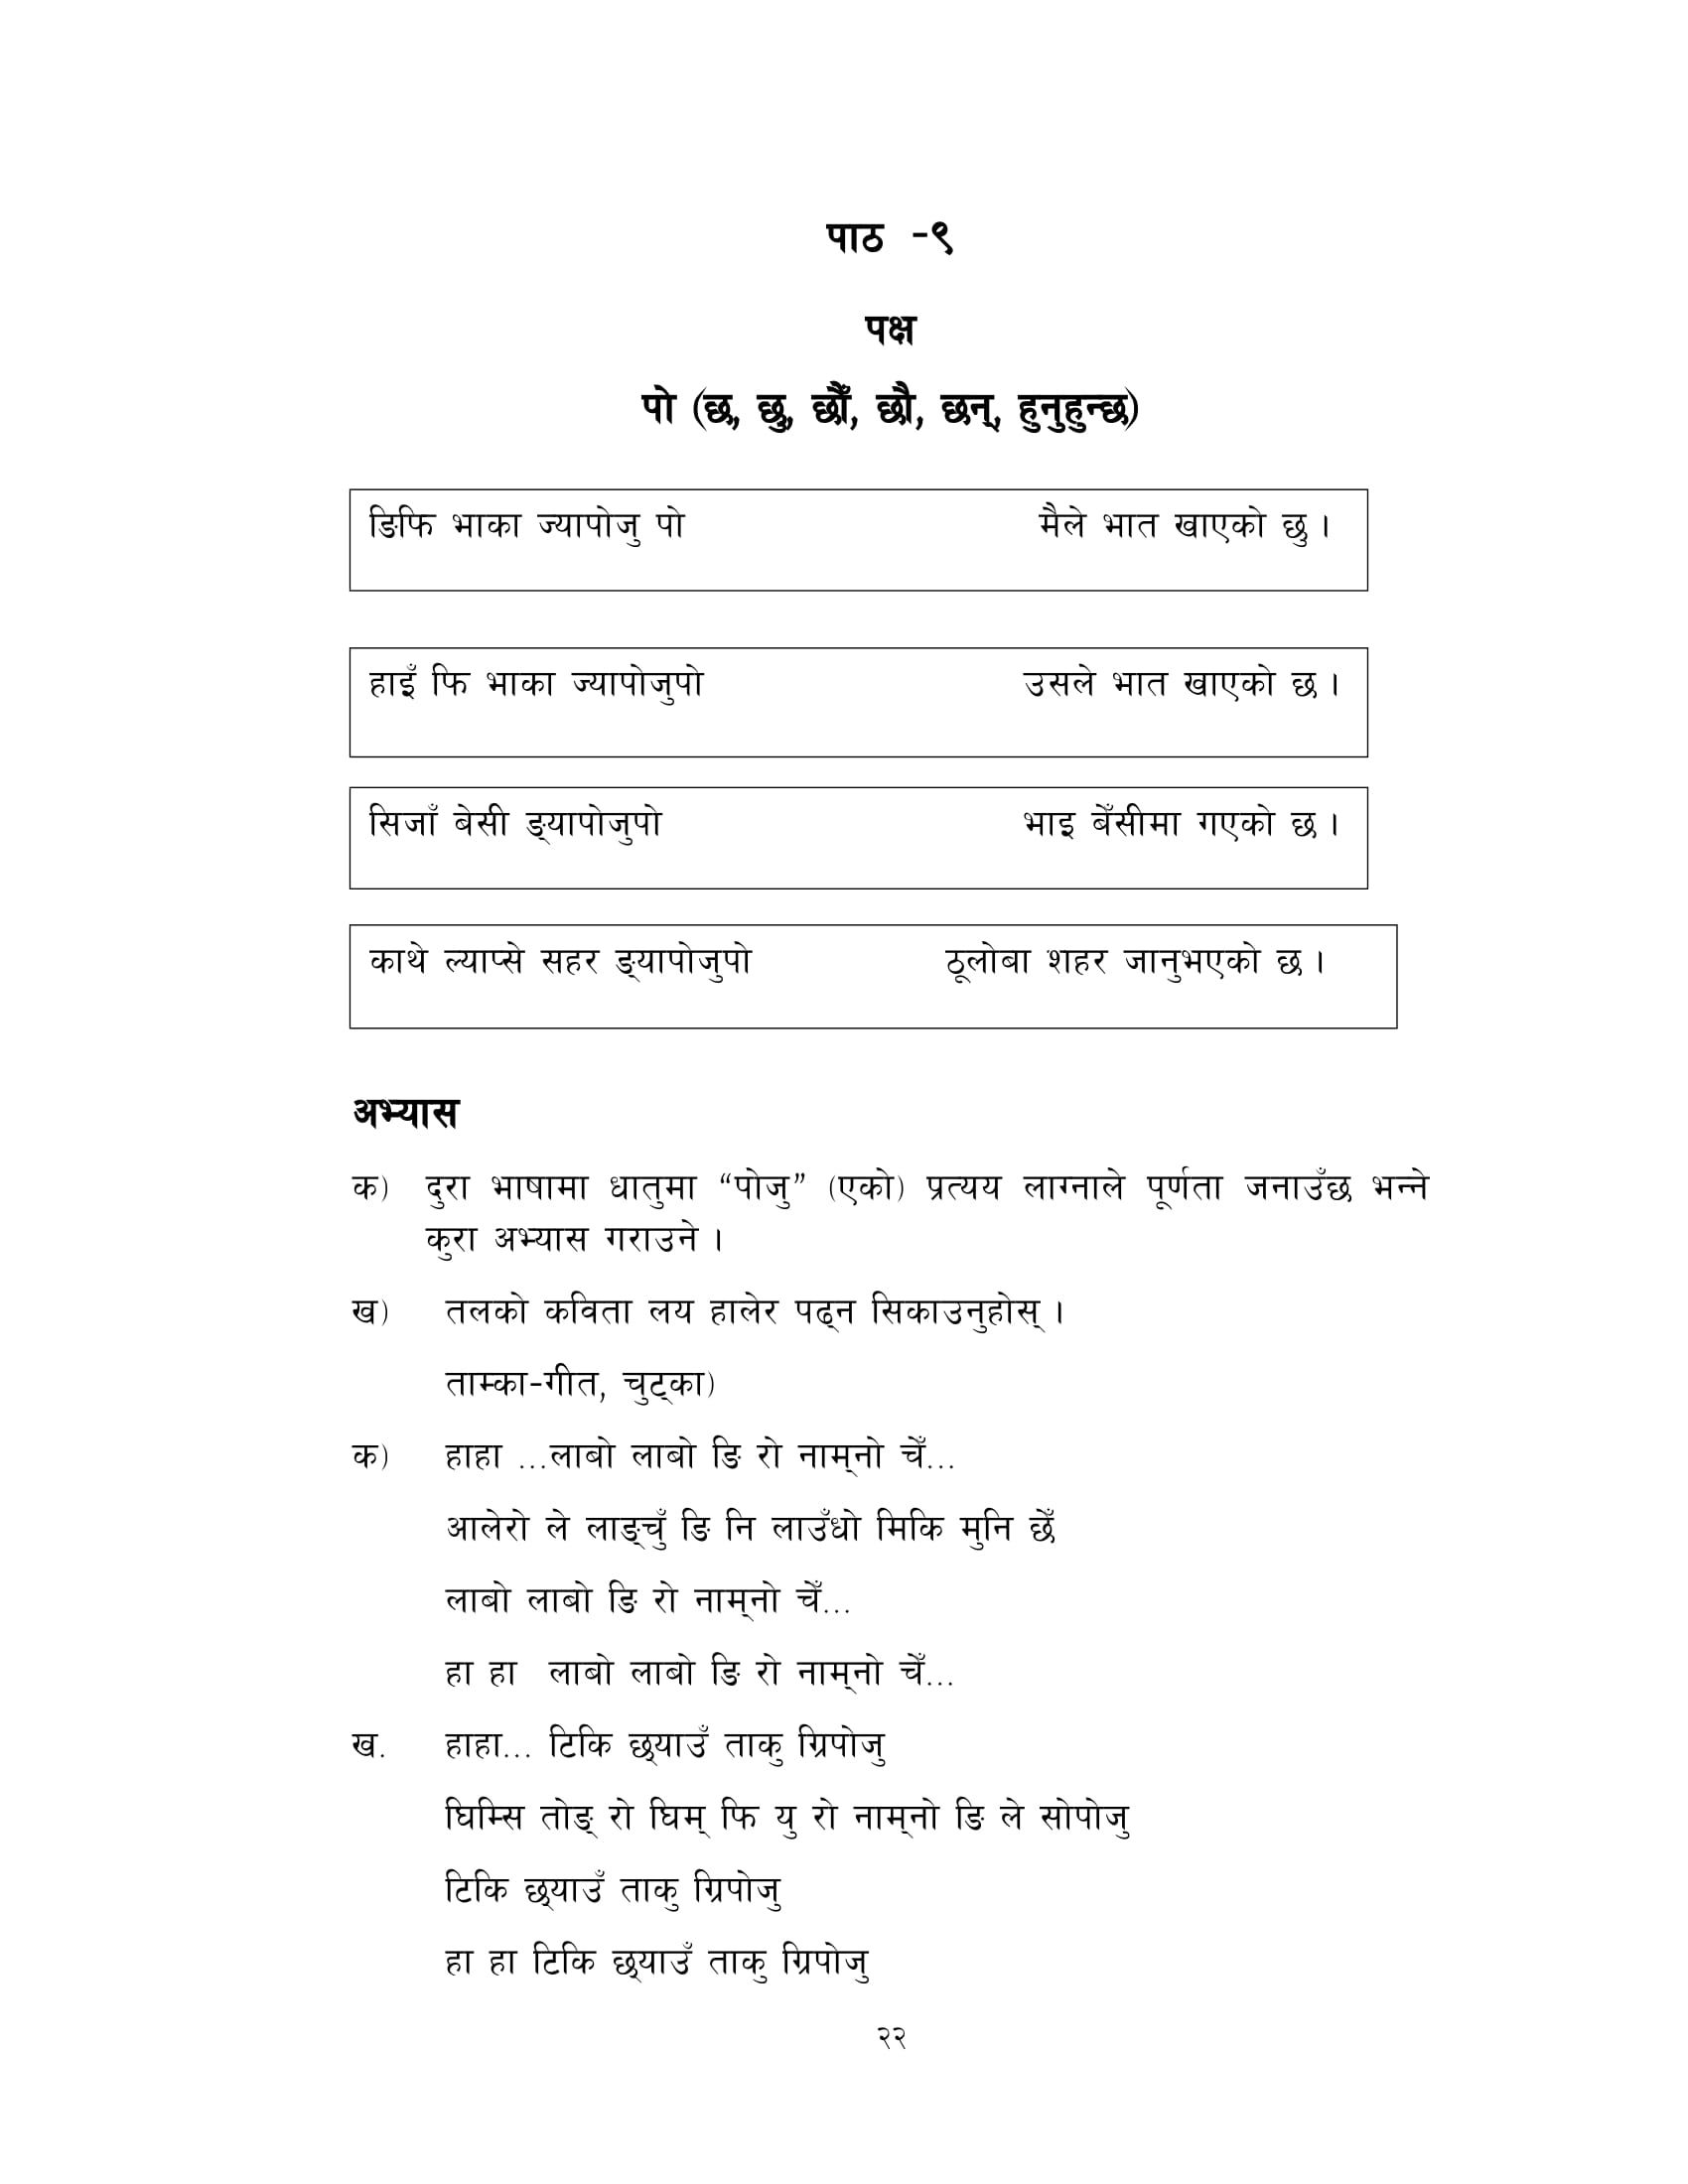 पाठ -९
पक्ष
पो (छ, छु, छौँ, छौ, छन्, हुनुहुन्छ)
ङिफि भाका ज्यापोजु पो मैले भात खाएको छु ।
हाइँ फि भाका ज्यापोजुपो उसले भात खाएको छ ।
सिजाँ बेसी ङ्यापोजुपो भाइ बेँसीमा गएको छ ।
काथे ल्याप्से सहर ङ्यापोजुपो ठूलोबा शहर जानुभएको छ ।
अभ्यास
क) दुरा भाषामा धातुमा “पोजु” (एको) प्रत्यय लाग्नाले पूर्णता जनाउँछ भन्ने
कुरा अभ्यास गराउने ।
ख) तलको कविता लय हालेर पढ्न सिकाउनुहोस् ।
ताम्का-गीत, चुट्का)
क) हाहा ...लाबो लाबो ङि रो नाम्‌नो चेँ...
आलेरो ले लाङ्चुँ ङि नि लाउँधो मिकि मुनि छेँ
लाबो लाबो ङि रो नाम्‌नो चेँ...
हा हा लाबो लाबो ङि रो नाम्‌नो चेँ...
ख. हाहा... टिकि छ्याउँ ताकु ग्रिपोजु
घिम्सि तोङ् रो घिम् फि यु रो नाम्‌नो ङि ले सोपोजु
टिकि छ्याउँ ताकु ग्रिपोजु
हा हा टिकि छ्याउँ ताकु ग्रिपोजु
२२